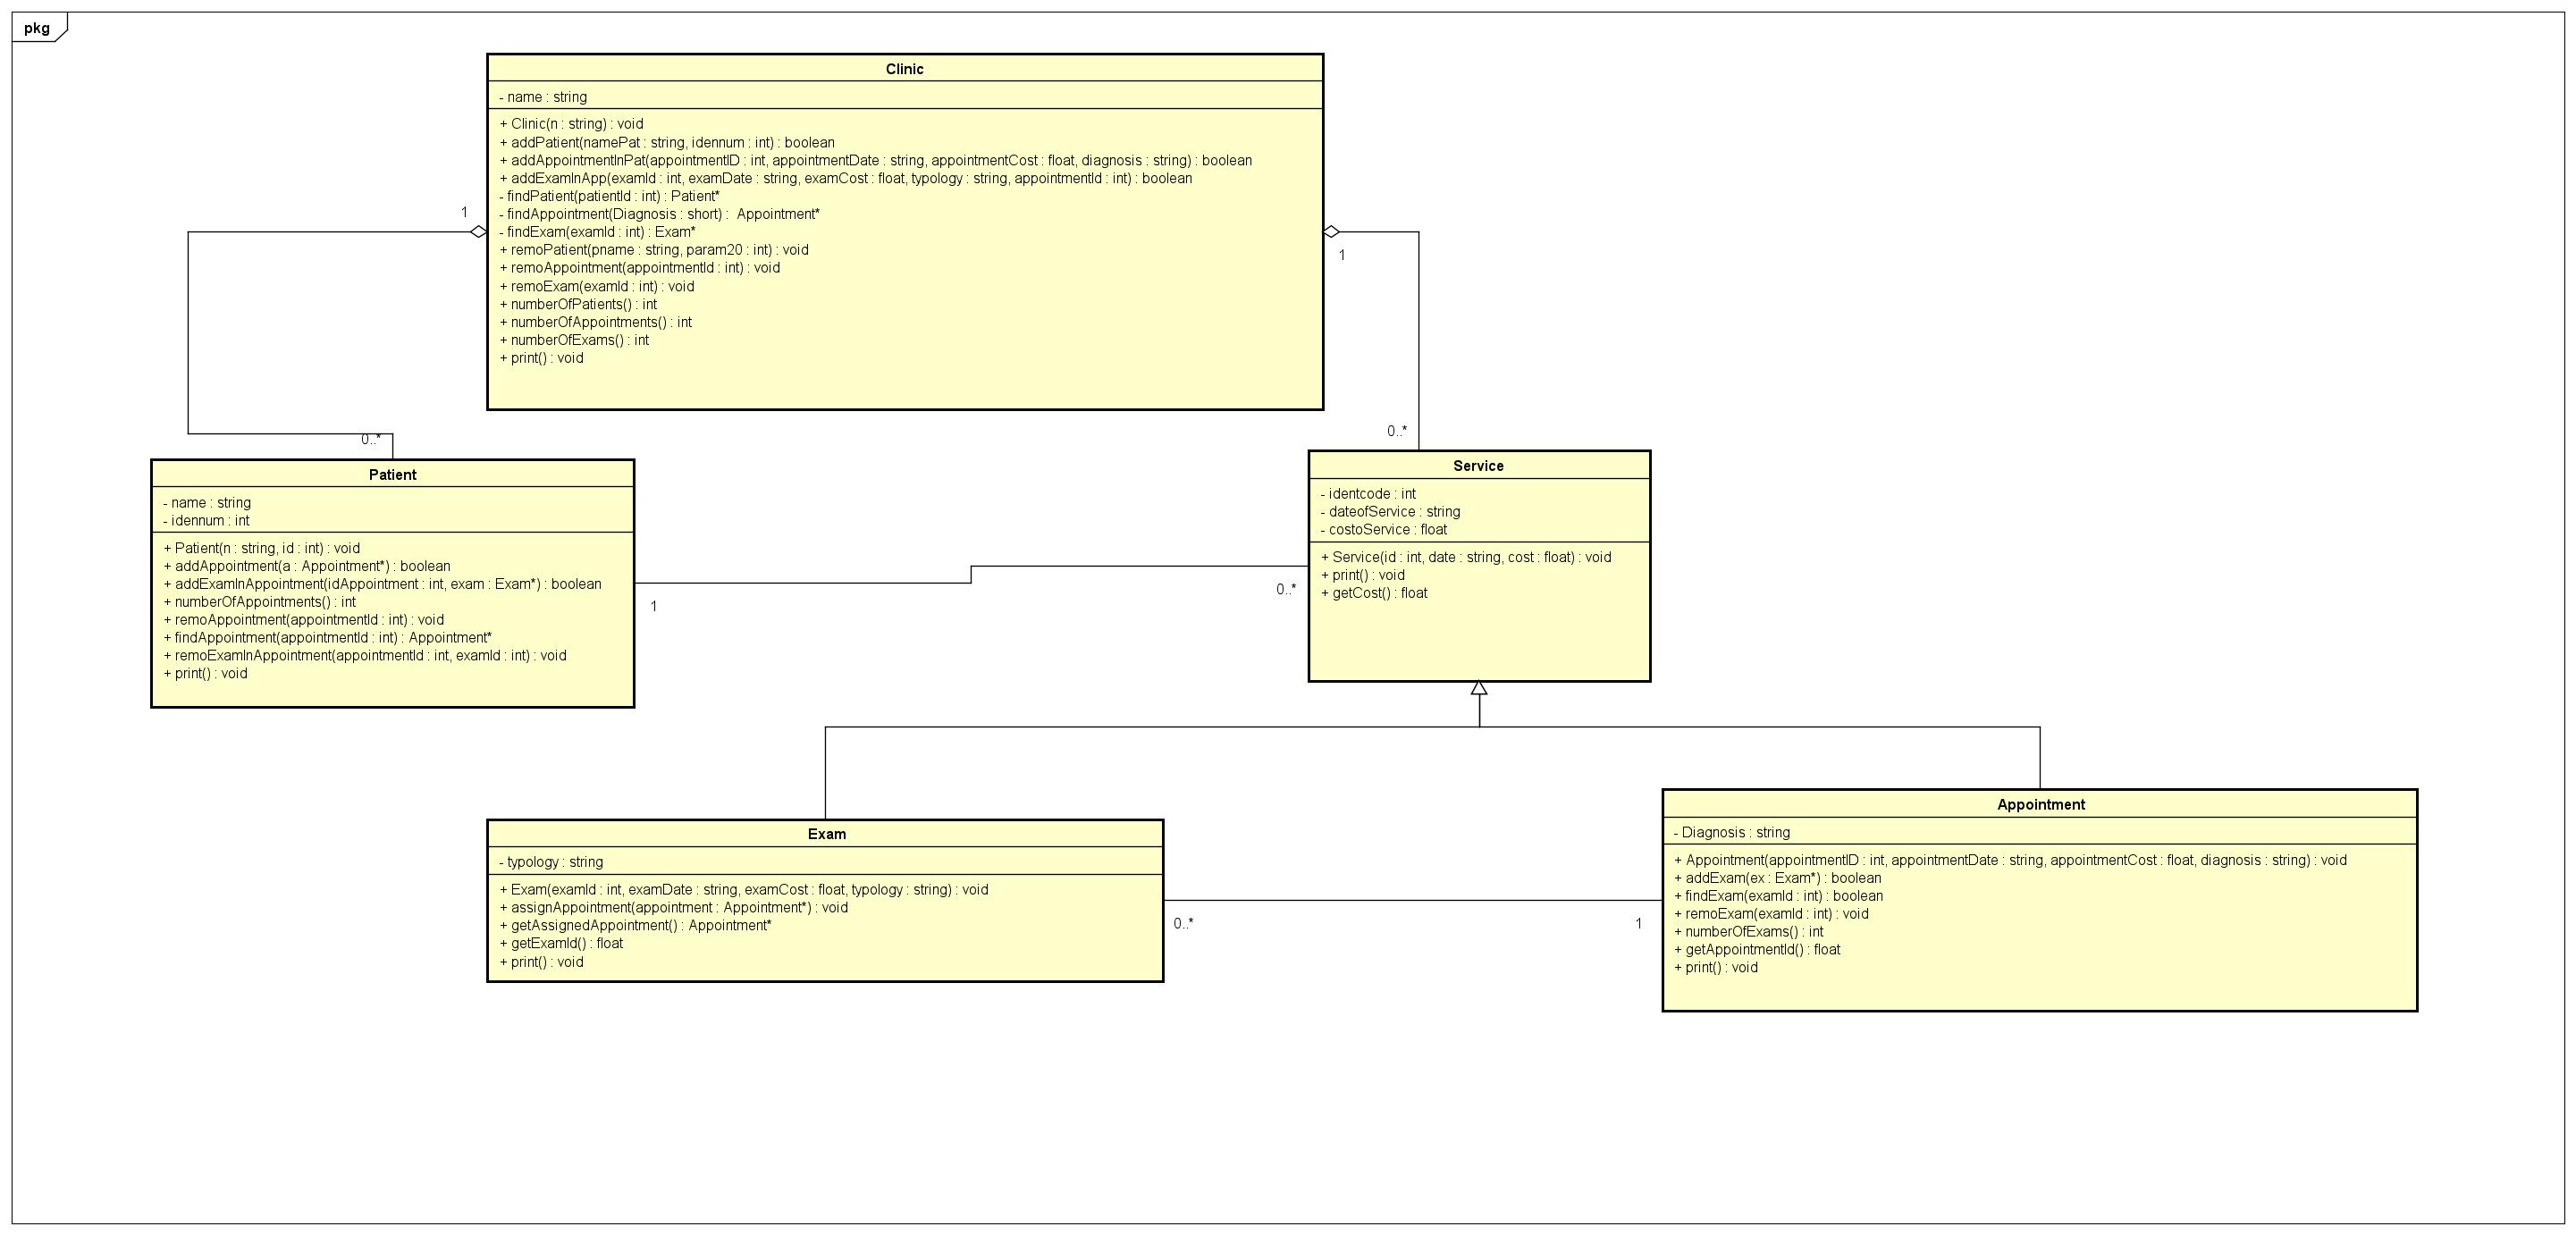 pkg
Clinic
- name : string
+ Clinic(n : string) : void
+ addPatient(namePat : string, idennum : int) : boolean
+ addAppointmentInPat(appointmentID : int, appointmentDate : string, appointmentCost : float, diagnosis : string) : boolean
+ addExamInApp(examId : int, examDate : string, examCost : float, typology : string, appointmentId : int) : boolean
- findPatient(patientId : int) : Patient*
- findAppointment(Diagnosis : short) : Appointment*
- findExam(examId : int) : Exam*
+ remoPatient(pname : string, param20 : int) : void
+ remoAppointment(appointmentId : int) : void
+ remoExam(examId : int) : void
+ numberOfPatients() : int
+ numberOfAppointments() : int
+ numberOfExams() : int
+ print() : void
1
1
0..*
0..*
Patient
- name : string
- idennum : int
+ Patient(n : string, id : int) : void
+ addAppointment(a : Appointment*) : boolean
+ addExamInAppointment(idAppointment : int, exam : Exam*) : boolean
+ numberOfAppointments() : int
+ remoAppointment(appointmentId : int) : void
+ findAppointment(appointmentId : int) : Appointment*
+ remoExamInAppointment(appointmentId : int, examId : int) : void
+ print() : void
1
0..*
Service
- identcode : int
- dateofService : string
- costoService : float
+ Service(id : int, date : string, cost : float) : void
+ print() : void
+ getCost() : float
Exam
- typology : string
+ Exam(examId : int, examDate : string, examCost : float, typology : string) : void
+ assignAppointment(appointment : Appointment*) : void
+ getAssignedAppointment() : Appointment*
+ getExamId() : float
+ print() : void
0..*
1
Appointment
- Diagnosis : string
+ Appointment(appointmentID : int, appointmentDate : string, appointmentCost : float, diagnosis : string) : void
+ addExam(ex : Exam*) : boolean
+ findExam(examId : int) : boolean
+ remoExam(examId : int) : void
+ numberOfExams() : int
+ getAppointmentId() : float
+ print() : void